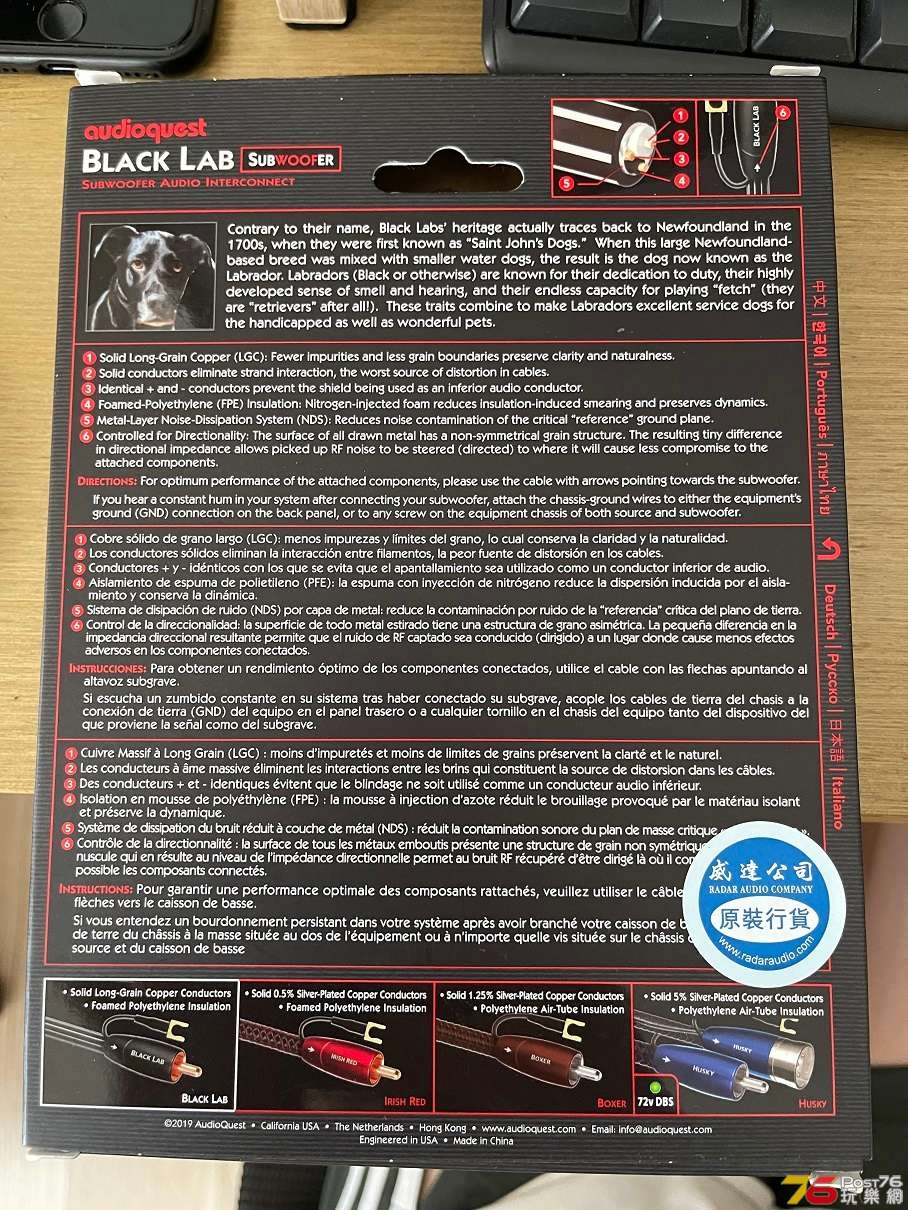 audioquest
BLACK LAB SUBWOOFER
SUBWOOFER AUDIO INTERCONNECT
1
2
3
4
5
BLACK LAB
6
Contrary to their name, Black Labs' heritage actually traces back to Newfoundland in the
1700s, when they were first known as "Saint John's Dogs." When this large Newfoundland-
based breed was mixed with smaller water dogs, the result is the dog now known as the
Labrador. Labradors (Black or otherwise) are known for their dedication to duty, their highly
developed sense of smell and hearing, and their endless capacity for playing "fetch" (they
are "retrievers" after all!). These traits combine to make Labradors excellent service dogs for
the handicapped as well as wonderful pets.
1 Solid Long-Grain Copper (LGC): Fewer impurities and less grain boundaries preserve clarity and naturalness.
2 Solid conductors eliminate strand interaction, the worst source of distortion in cables.
3 Identical + and - conductors prevent the shield being used as an inferior audio conductor.
4 Foamed-Polyethylene (FPE) Insulation: Nitrogen-injected foam reduces insulation-induced smearing and preserves dynamics.
5 Metal-Layer Noise-Dissipation System (NDS): Reduces noise contamination of the critical "reference" ground plane.
6 Controlled for Directionality: The surface of all drawn metal has a non-symmetrical grain structure. The resulting tiny difference
in directional impedance allows picked up RF noise to be steered (directed) to where it will cause less compromise to the
attached components.
DIRECTIONS: For optimum performance of the attached components, please use the cable with arrows pointing towards the subwoofer.
If you hear a constant hum in your system after connecting your subwoofer, attach the chassis-ground wires to either the equipment's
ground (GND) connection on the back panel, or to any screw on the equipment chassis of both source and subwoofer.
1 Cobre sólido de grano largo (LGC): menos impurezas y límites del grano, lo cual conserva la claridad y la naturalidad.
2 Los conductores sólidos eliminan la interacción entre filamentos, la peor fuente de distorsión en los cables.
3 Conductores + y - idénticos con los que se evita que el apantallamiento sea utilizado como un conductor inferior de audio.
4 Aislamiento de espuma de polietileno (PFE): la espuma con inyección de nitrógeno reduce la dispersión inducida por el aisla-
miento y conserva la dinámica.
5 Sistema de disipación de ruido (NDS) por capa de metal: reduce la contaminación por ruido de la "referencia" crítica del plano de tierra.
6 Control de la direccionalidad: la superficie de todo metal estirado tiene una estructura de grano asimétrica. La pequeña diferencia en la
impedancia direccional resultante permite que el ruido de RF captado sea conducido (dirigido) a un lugar donde cause menos efectos
adversos en los componentes conectados.
INSTRUCCIONES: Para obtener un rendimiento óptimo de los componentes conectados, utilice el cable con las flechas apuntando al
altavoz subgrave.
Si escucha un zumbido constante en su sistema tras haber conectado su subgrave, acople los cables de tierra del chasis a la
conexión de tierra (GND) del equipo en el panel trasero o a cualquier tornillo en el chasis del equipo tanto del dispositivo del
que proviene la señal como del subgrave.
1 Cuivre Massif à Long Grain (LGC) : moins d'impuretés et moins de limites de grains préservent la clarté et le naturel.
2 Les conducteurs à âme massive éliminent les interactions entre les brins qui constituent la source de distorsion dans les câbles.
3 Des conducteurs + et - identiques évitent que le blindage ne soit utilisé comme un conducteur audio inférieur.
4 Isolation en mousse de polyéthylène (FPE) : la mousse à injection d'azote réduit le brouillage provoqué par le matériau isolant
et préserve la dynamique.
5 Système de dissipation du bruit réduit à couche de métal (NDS) : réduit la contamination sonore du plan de masse critique
6 Contrôle de la directionnalité : la surface de tous les métaux emboutis présente une structure de grain non symétrique
nuscule qui en résulte au niveau de l'impédance directionnelle permet au bruit RF récupéré d'être dirigé là où il
possible les composants connectés.
INSTRUCTIONS: Pour garantir une performance optimale des composants rattachés, veuillez utiliser le câble
flèches vers le caisson de basse.
Si vous entendez un bourdonnement persistant dans votre système après avoir branché votre caisson de
de terre du châssis à la masse située au dos de l'équipement ou à n'importe quelle vis située sur le châssis
source et du caisson de basse
中文 | 한국어 | Português | ภาษาไทย
Deutsch | Русско | 日本語 | Italiano
威達公司
RADAR AUDIO COMPANY
原裝行貨
www.radaraudio.com
• Solid Long-Grain Copper Conductors
• Foamed Polyethylene Insulation
BLACK LAB
BLACK LAB
• Solid 0.5% Silver-Plated Copper Conductors
• Foamed Polyethylene Insulation
IRISH RED
IRISH RED
• Solid 1.25% Silver-Plated Copper Conductors
• Polyethylene Air-Tube Insulation
BOXER
BOXER
• Solid 5% Silver-Plated Copper Conductors
• Polyethylene Air-Tube Insulation
HUSKY
HUSKY
72v DBS
HUSKY
©2019 AudioQuest • California USA • The Netherlands • Hong Kong • www.audioquest.com • Email: info@audioquest.com
Engineered in USA • Made in China
76 Post76
玩樂網